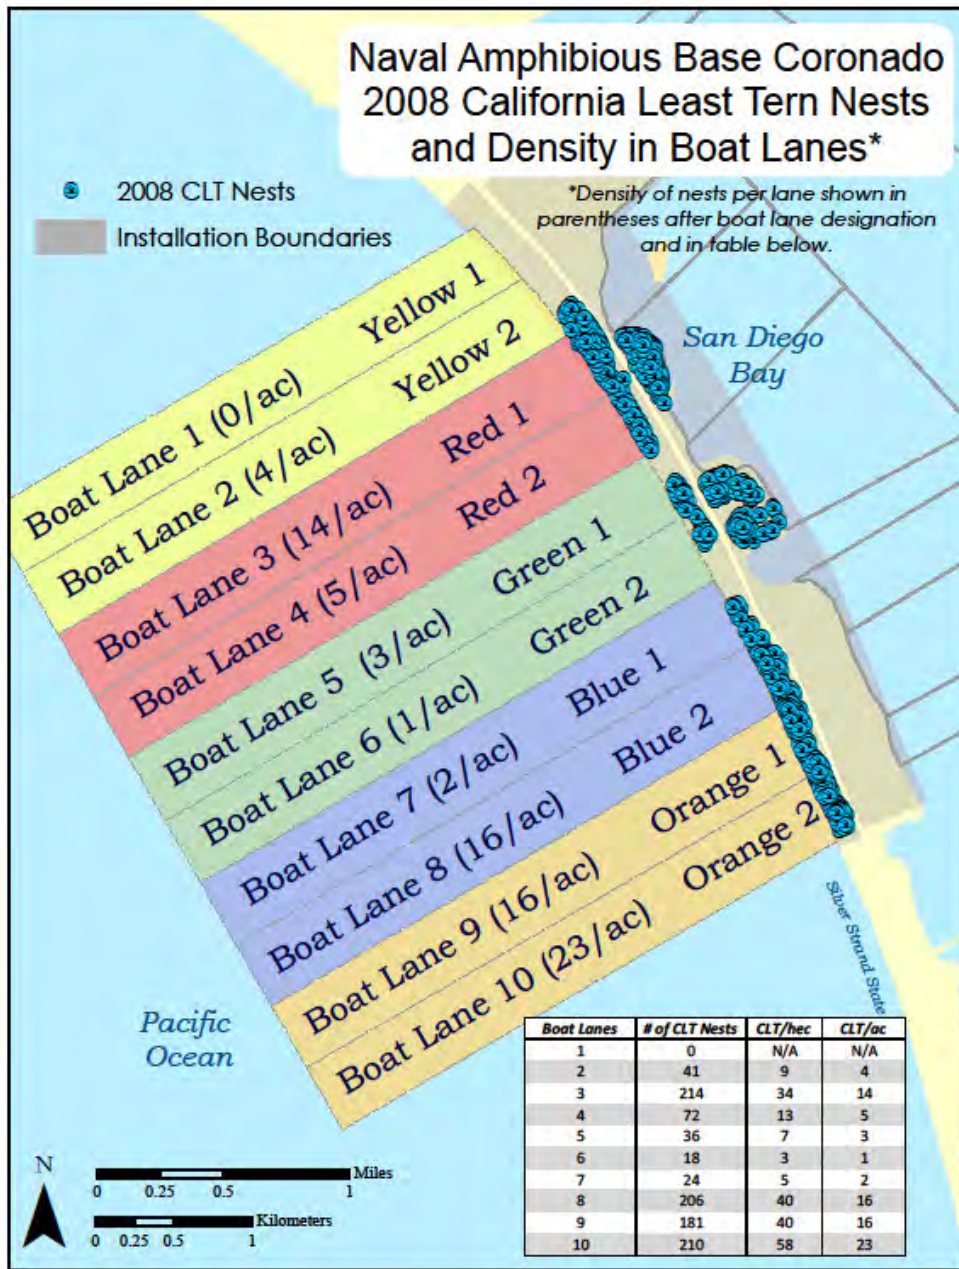 Naval Amphibious Base Coronado
2008 California Least Tern Nests
and Density in Boat Lanes*
*Density of nests per lane shown in
parentheses after boat lane designation
and in table below.
2008 CLT Nests
Installation Boundaries
San Diego
Bay
Boat Lane 1 (0/ac) Yellow 1
Boat Lane 2 (4/ac) Yellow 2
Boat Lane 3 (14/ac) Red 1
Boat Lane 4 (5/ac) Red 2
Boat Lane 5 (3/ac) Green 1
Boat Lane 6 (1/ac) Green 2
Boat Lane 7 (2/ac) Blue 1
Boat Lane 8 (16/ac) Blue 2
Boat Lane 9 (16/ac) Orange 1
Boat Lane 10 (23/ac) Orange 2
Silver Strand State
Pacific
Ocean
Boat Lanes # of CLT Nests CLT/hec CLT/ac
1 0 N/A N/A
2 41 9 4
3 214 34 14
4 72 13 5
5 36 7 3
6 18 3 1
7 24 5 2
8 206 40 16
9 181 40 16
10 210 58 23
N
Miles
0 0.25 0.5 1
Kilometers
0 0.25 0.5 1